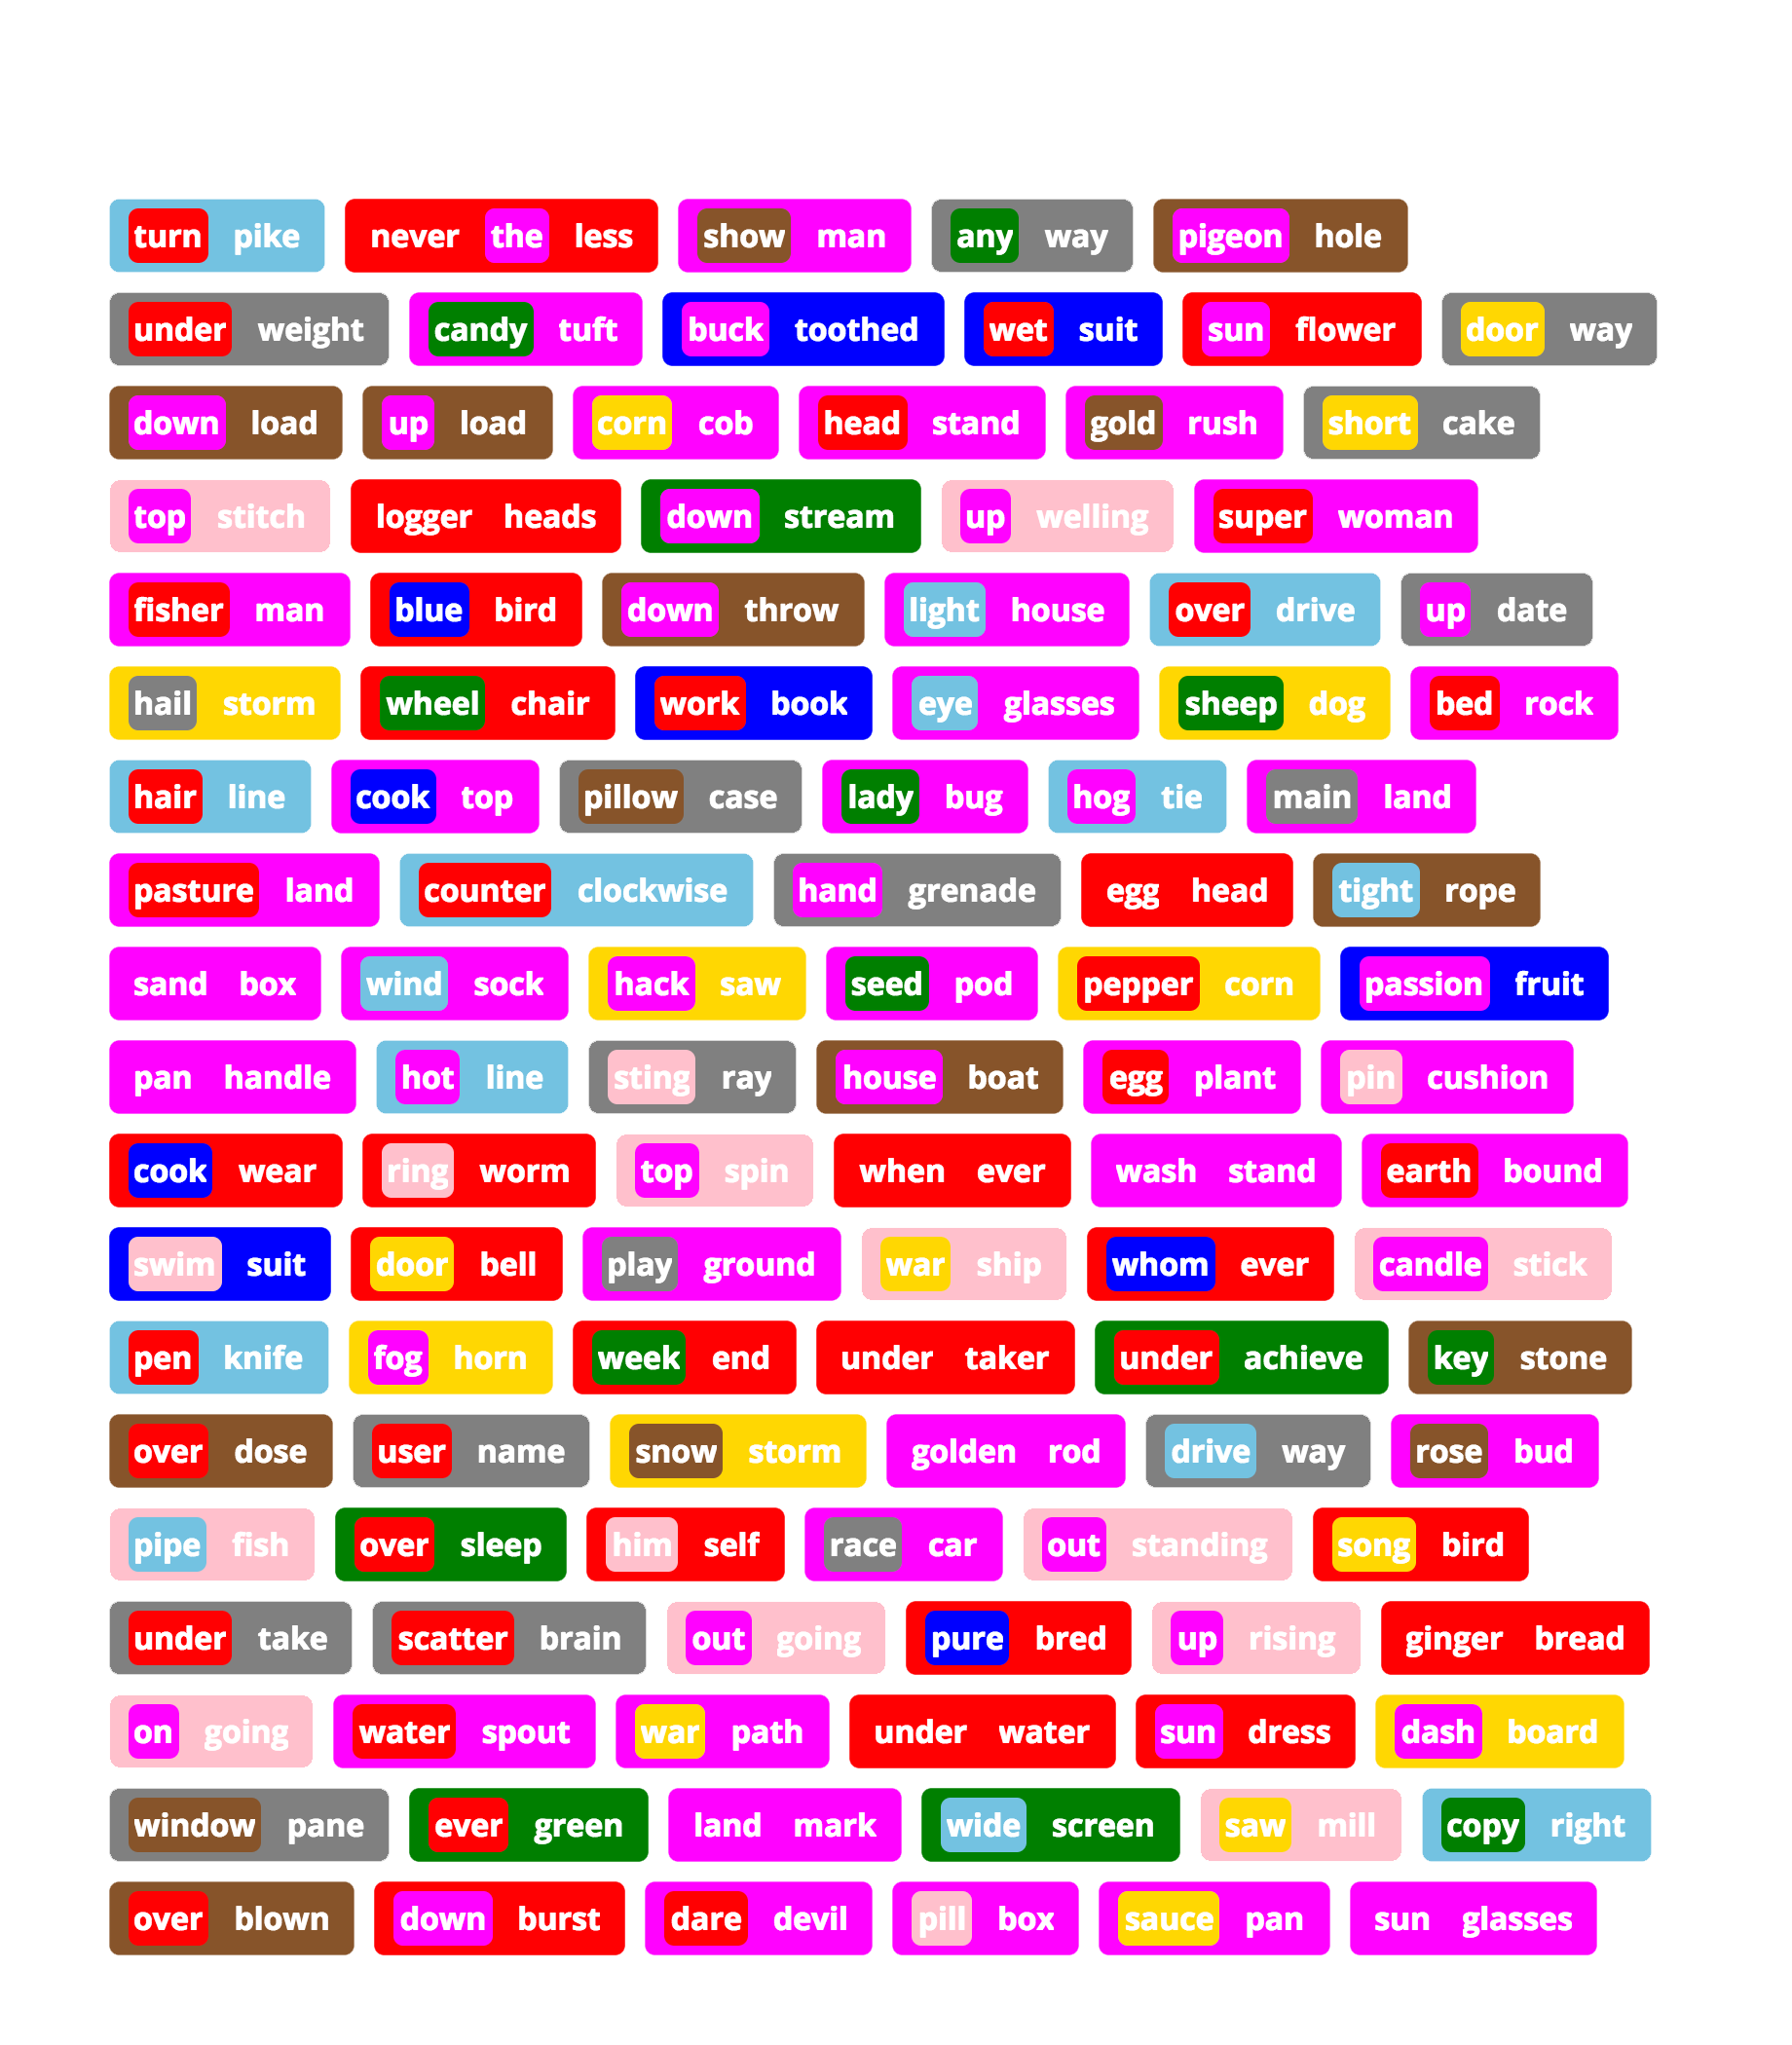 turn pike never the less show man any way pigeon hole
under weight candy tuft buck toothed wet suit sun flower door way
down load up load corn cob head stand gold rush short cake
top stitch logger heads down stream up welling super woman
fisher man blue bird down throw light house over drive up date
hail storm wheel chair work book eye glasses sheep dog bed rock
hair line cook top pillow case lady bug hog tie main land
pasture land counter clockwise hand grenade egg head tight rope
sand box wind sock hack saw seed pod pepper corn passion fruit
pan handle hot line sting ray house boat egg plant pin cushion
cook wear ring worm top spin when ever wash stand earth bound
swim suit door bell play ground war ship whom ever candle stick
pen knife fog horn week end under taker under achieve key stone
over dose user name snow storm golden rod drive way rose bud
pipe fish over sleep him self race car out standing song bird
under take scatter brain out going pure bred up rising ginger bread
on going water spout war path under water sun dress dash board
window pane ever green land mark wide screen saw mill copy right
over blown down burst dare devil pill box sauce pan sun glasses